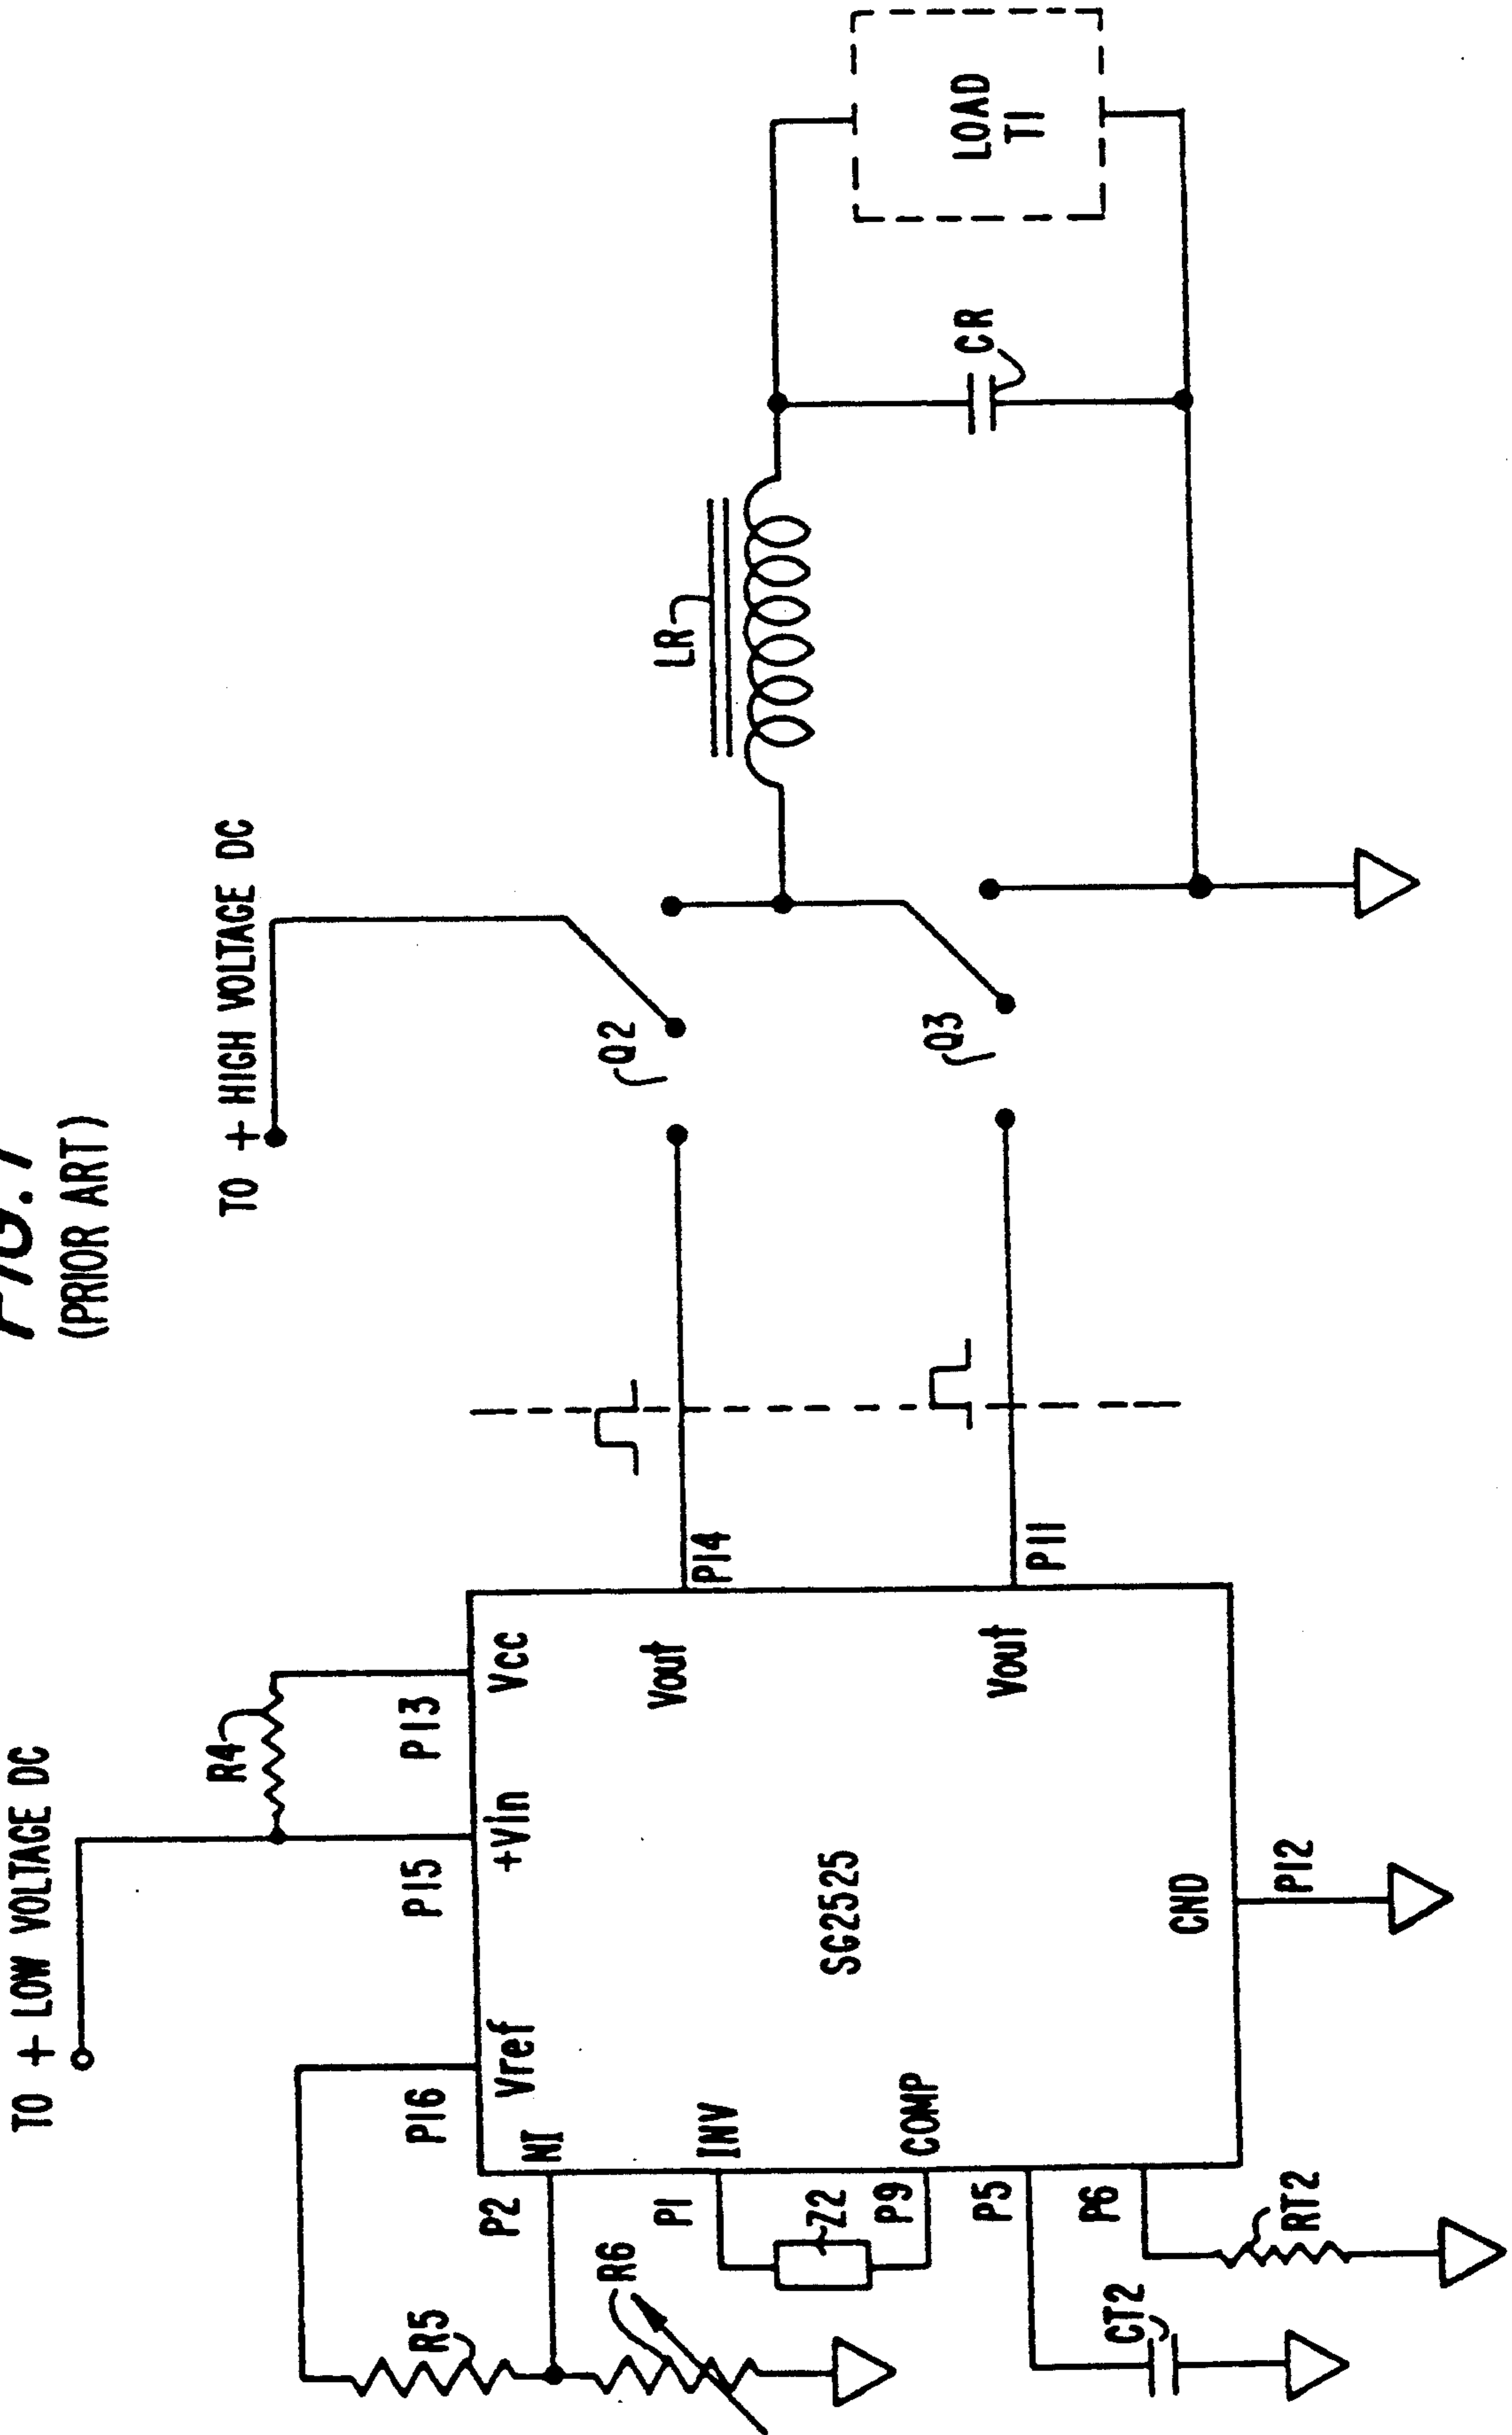 (PRIOR ART)
TO + LOW VOLTAGE DC
TO + HIGH VOLTAGE DC
R4
P16
P15
P13
Vref
+Vin
Vcc
R5
P2
NI
R6
P1
INV
Z2
P9
COMP
P5
P6
CT2
RT2
SG2525
CND
P12
Vout
P14
Vout
P11
Q2
Q3
LR
CR
LOAD
T1